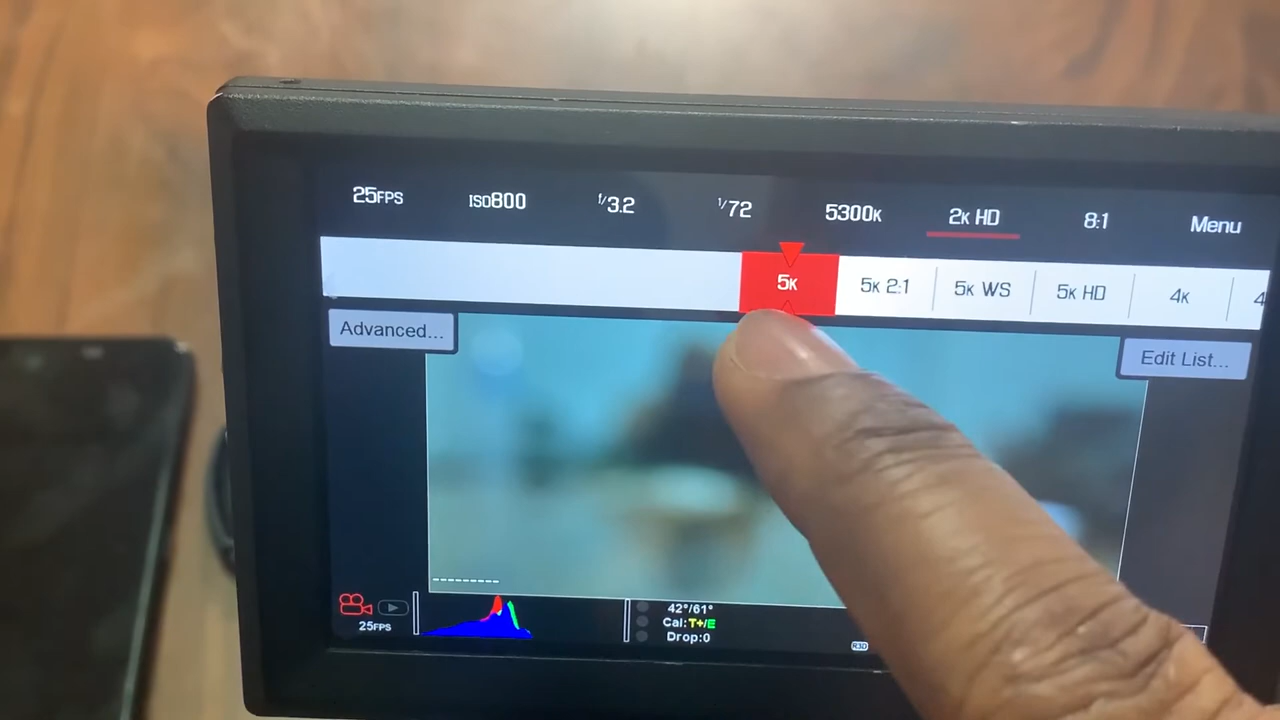 25FPS ISO800 f/3.2 1/72 5300K 2K HD 8:1 Menu
5K 5K 2:1 5K WS 5K HD 4K 4
Advanced... Edit List...
42°/61°
Cal:T+/E
25FPS Drop:0 R3D